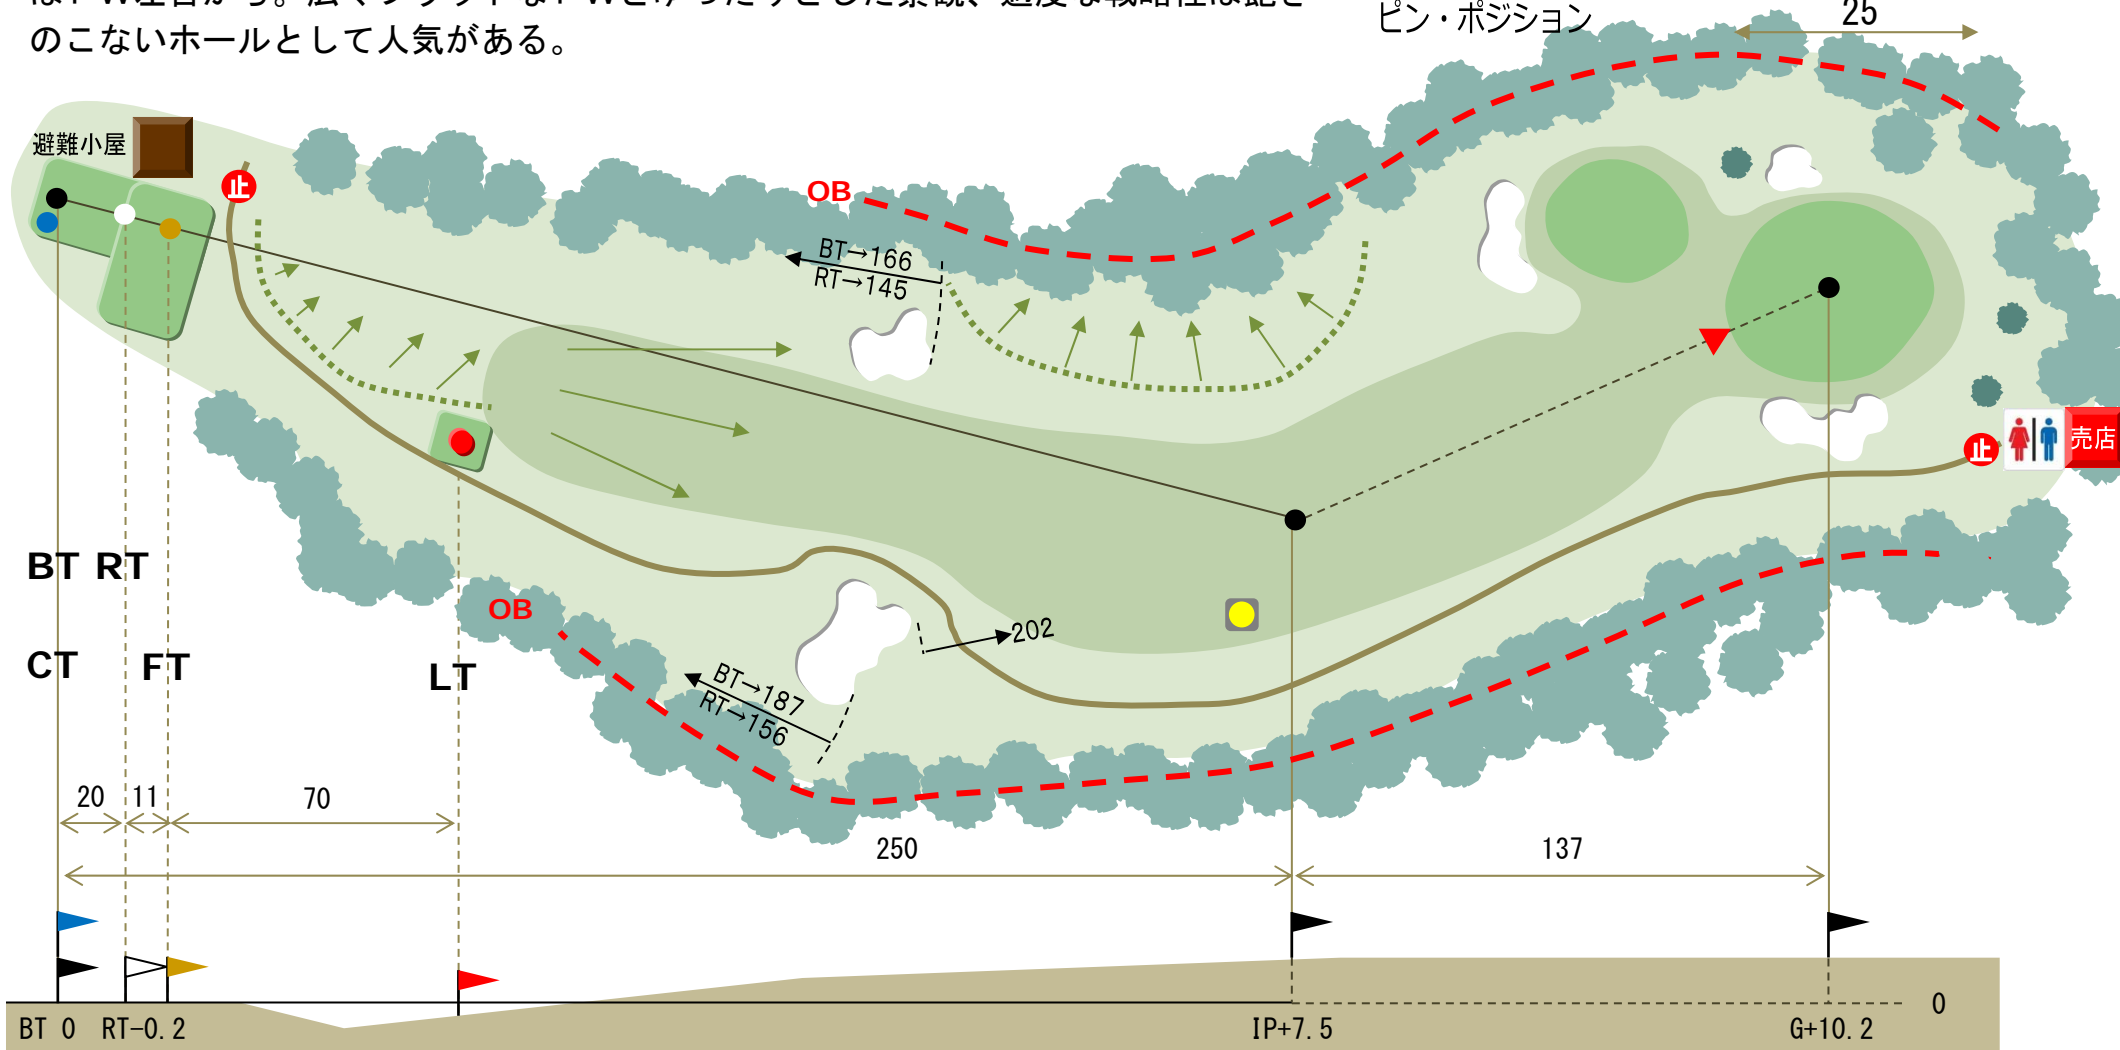 のこないホールとして人気がある。
ピン・ポジション
25
避難小屋
止
OB
BT→166
RT→145
止
売店
BT RT
OB
202
CT
FT
LT
BT→187
RT→156
20
11
70
250
137
0
BT 0
RT-0.2
IP+7.5
G+10.2